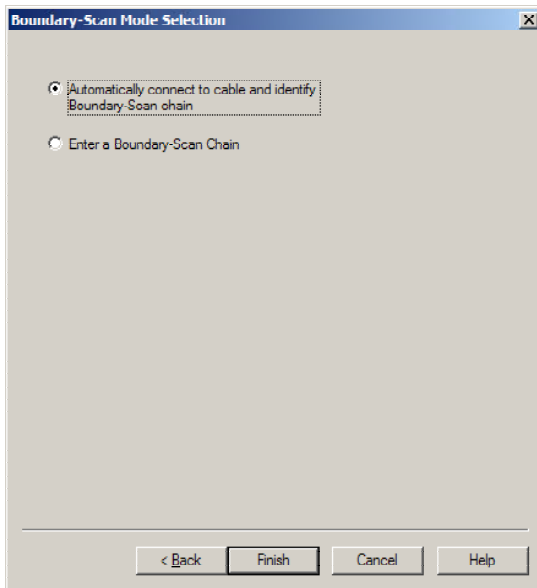 Boundary-Scan Mode Selection
Automatically connect to cable and identify
Boundary-Scan chain
Enter a Boundary-Scan Chain
< Back
Finish
Cancel
Help